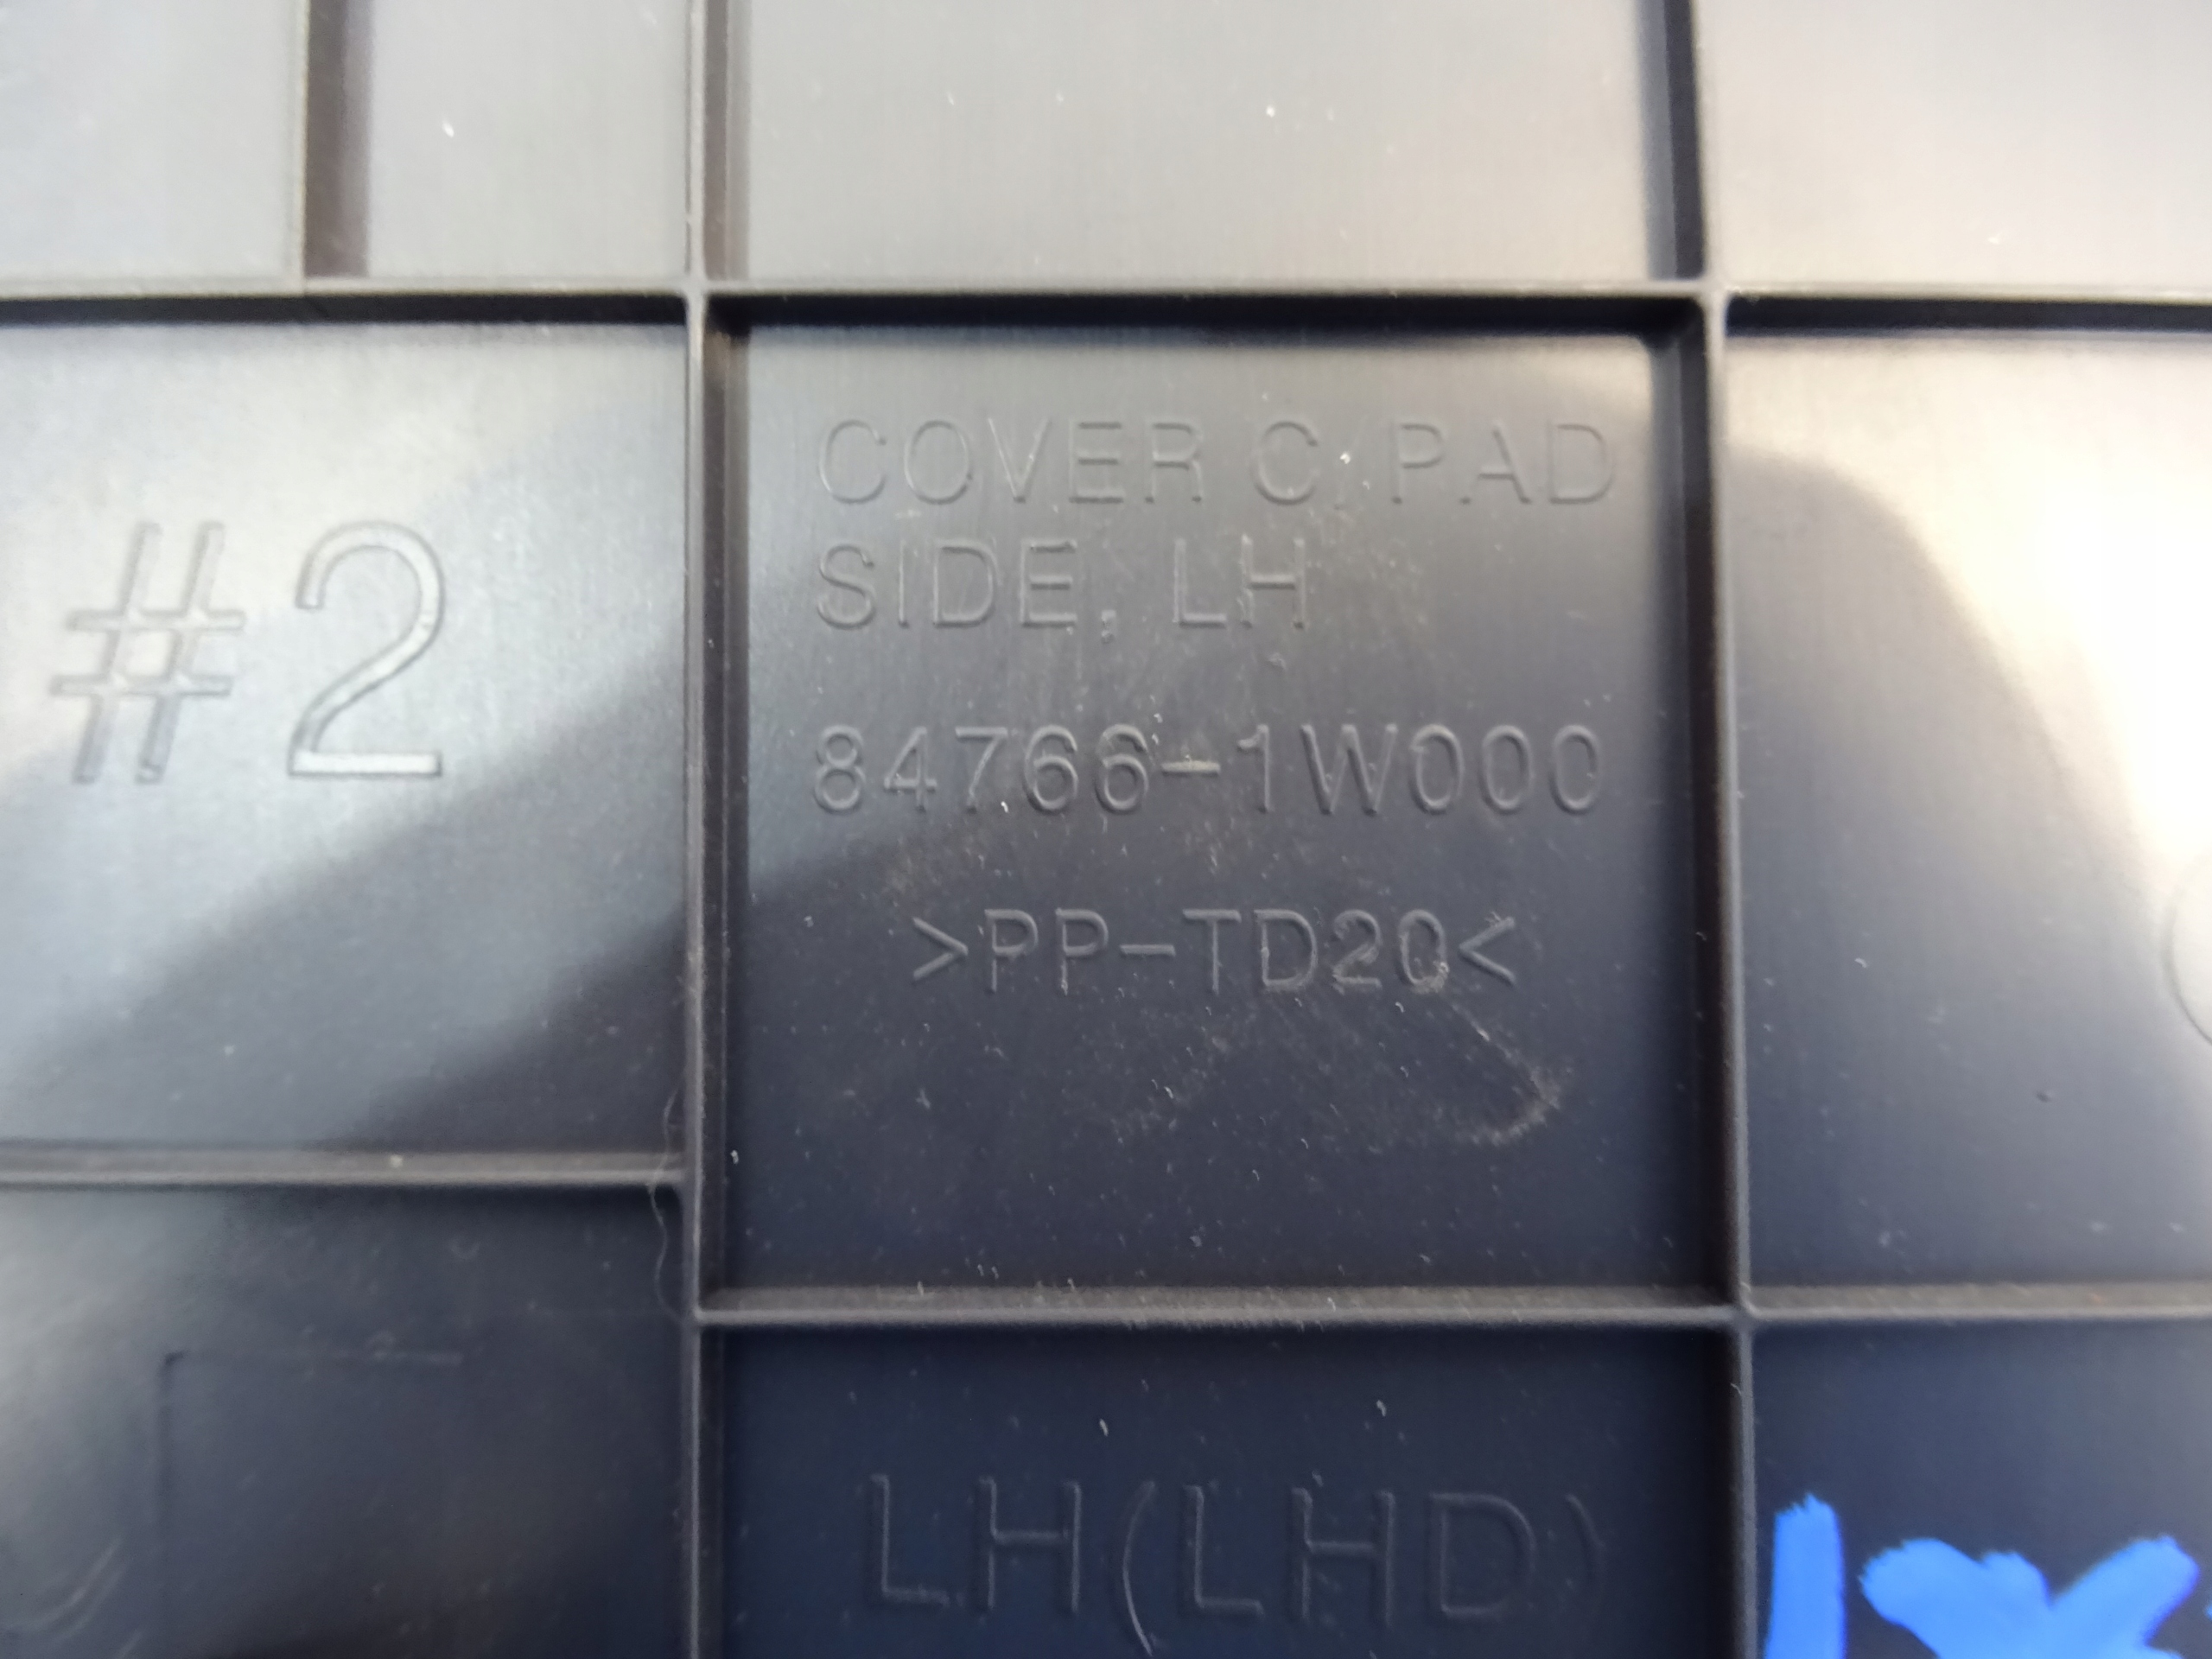 #2
COVER C/PAD
SIDE, LH
84766-1W000
>PP-TD20<
LH(LHD)